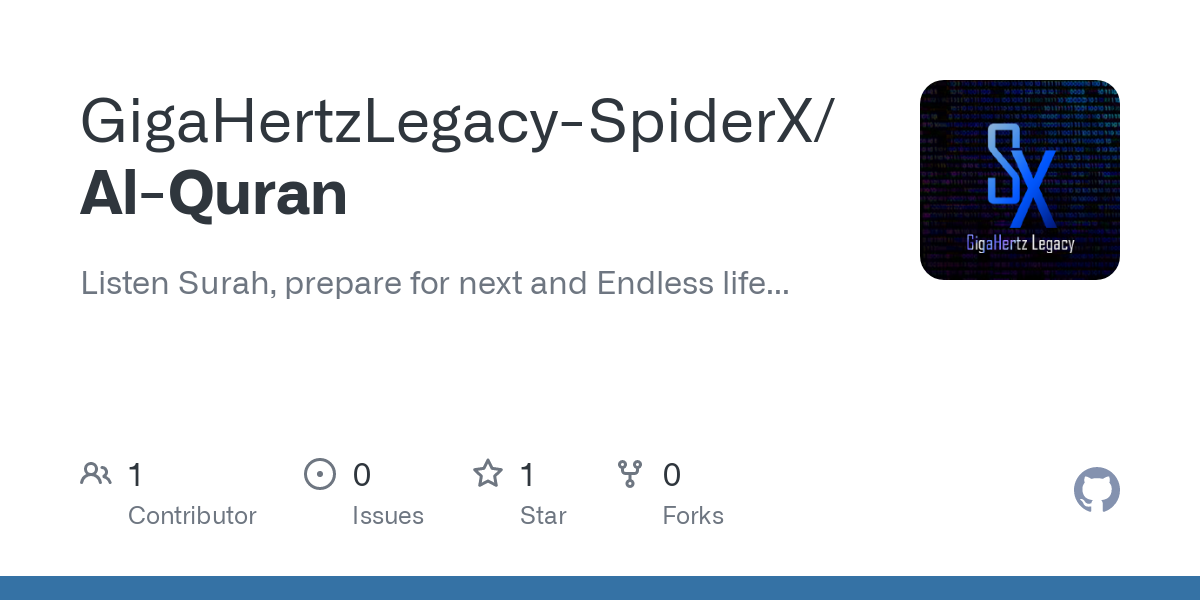 GigaHertzLegacy-SpiderX/
Al-Quran
Listen Surah, prepare for next and Endless life...
SX
GigaHertz Legacy
1
Contributor
0
Issues
1
Star
0
Forks